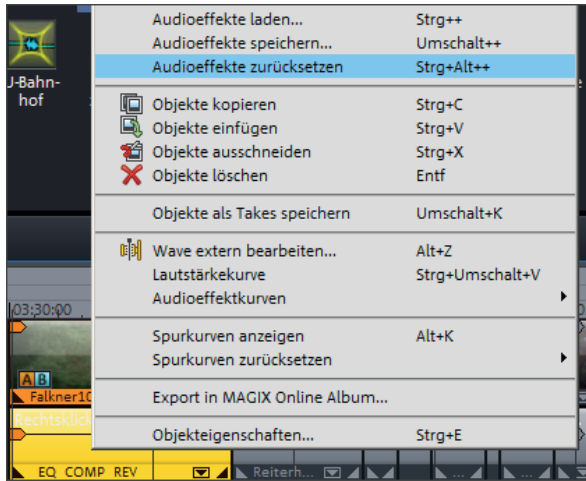 Audioeffekte laden... Strg++
Audioeffekte speichern... Umschalt++
Audioeffekte zurücksetzen Strg+Alt++
U-Bahn-
hof
Objekte kopieren Strg+C
Objekte einfügen Strg+V
Objekte ausschneiden Strg+X
Objekte löschen Entf
Objekte als Takes speichern Umschalt+K
Wave extern bearbeiten... Alt+Z
Lautstärkekurve Strg+Umschalt+V
Audioeffektkurven
03:30:00
Spurkurven anzeigen Alt+K
Spurkurven zurücksetzen
A B
Falkner10
Export in MAGIX Online Album...
Rechtsklick
Objekteigenschaften... Strg+E
EQ COMP REV Reiterh... ... ...